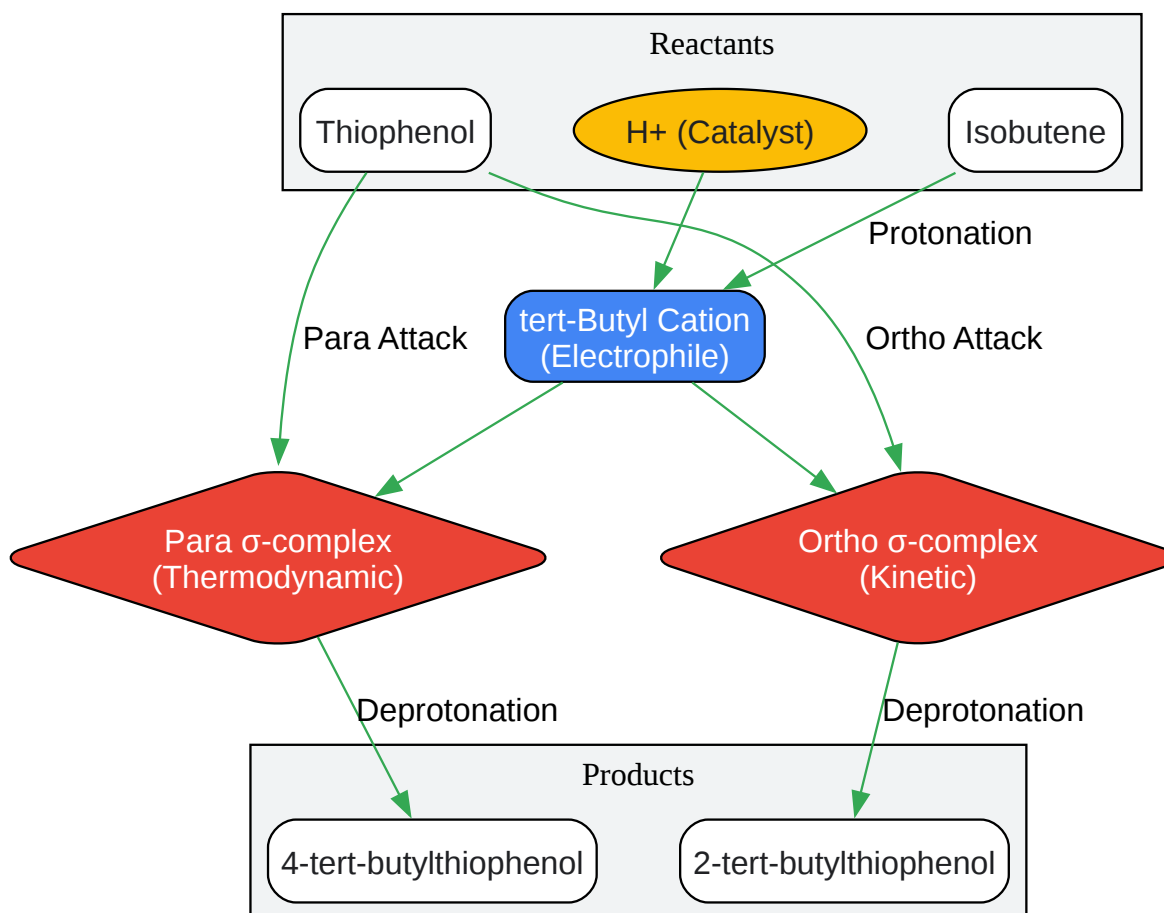 Reactants
Thiophenol
H+ (Catalyst)
Isobutene
Protonation
tert-Butyl Cation
(Electrophile)
Para Attack
Ortho Attack
Para σ-complex
(Thermodynamic)
Ortho σ-complex
(Kinetic)
Deprotonation
Deprotonation
Products
4-tert-butylthiophenol
2-tert-butylthiophenol